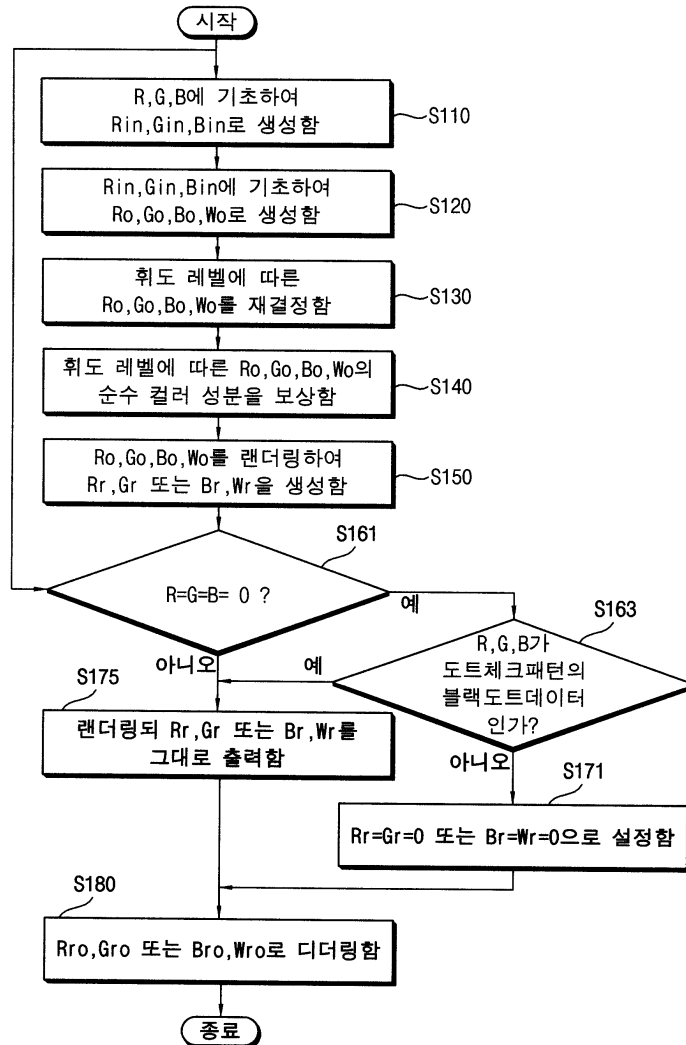 시작
R,G,B에 기초하여
Rin,Gin,Bin로 생성함
S110
Rin,Gin,Bin에 기초하여
Ro,Go,Bo,Wo로 생성함
S120
휘도 레벨에 따른
Ro,Go,Bo,Wo를 재결정함
S130
휘도 레벨에 따른 Ro,Go,Bo,Wo의
순수 컬러 성분을 보상함
S140
Ro,Go,Bo,Wo를 랜더링하여
Rr,Gr 또는 Br,Wr을 생성함
S150
S161
R=G=B= 0 ?
예
아니오
S163
R,G,B가
도트체크패턴의
블랙도트데이터
인가?
예
아니오
S175
랜더링되 Rr,Gr 또는 Br,Wr를
그대로 출력함
S171
Rr=Gr=0 또는 Br=Wr=0으로 설정함
S180
Rro,Gro 또는 Bro,Wro로 디더링함
종료